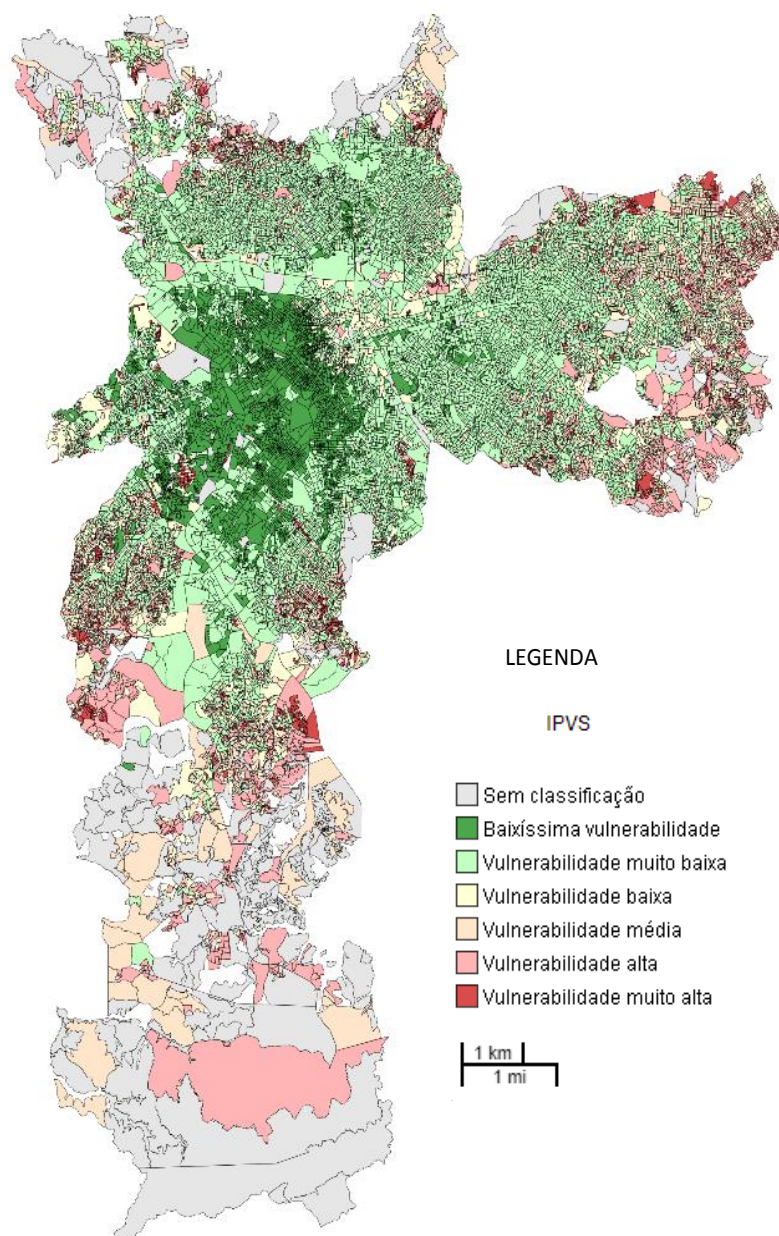 LEGENDA
IPVS
Sem classificação
Baixíssima vulnerabilidade
Vulnerabilidade muito baixa
Vulnerabilidade baixa
Vulnerabilidade média
Vulnerabilidade alta
Vulnerabilidade muito alta
1 km
1 mi